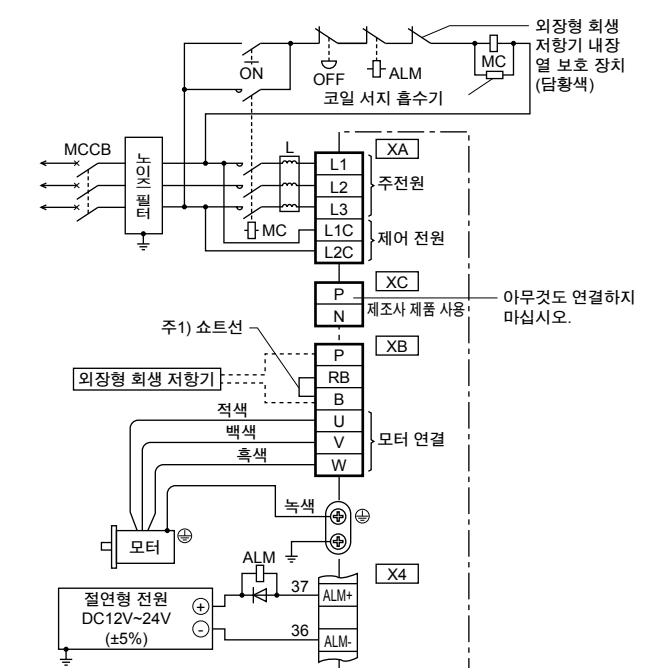 외장형 회생
저항기 내장
열 보호 장치
(담황색)
ON
OFF
ALM
MC
코일 서지 흡수기
MCCB
노이즈 필터
L
MC
XA
L1
L2
L3
주전원
L1C
L2C
제어 전원
XC
P
N
제조사 제품 사용
아무것도 연결하지
마십시오.
주1) 쇼트선
XB
P
RB
B
외장형 회생 저항기
U
V
W
모터 연결
적색
백색
흑색
녹색
모터
ALM
X4
절연형 전원
DC12V~24V
(±5%)
+
-
37
ALM+
36
ALM-